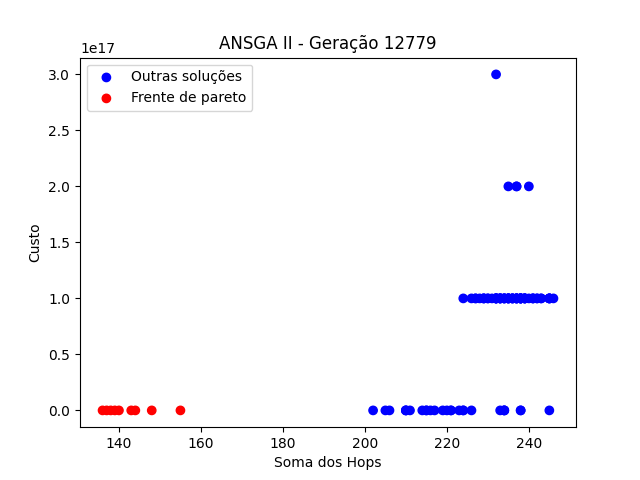 ANSGA II - Geração 12779
1e17
Outras soluções
Frente de pareto
3.0
2.5
2.0
1.5
1.0
0.5
0.0
Custo
140 160 180 200 220 240
Soma dos Hops